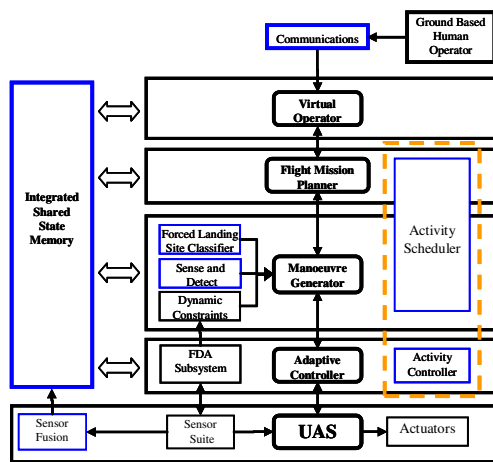 Ground Based
Human
Operator
Communications
Virtual
Operator
Flight Mission
Planner
Integrated
Shared
State
Memory
Forced Landing
Site Classifier
Sense and
Detect
Dynamic
Constraints
Manoeuvre
Generator
Activity
Scheduler
FDA
Subsystem
Adaptive
Controller
Activity
Controller
Sensor
Fusion
Sensor
Suite
UAS
Actuators